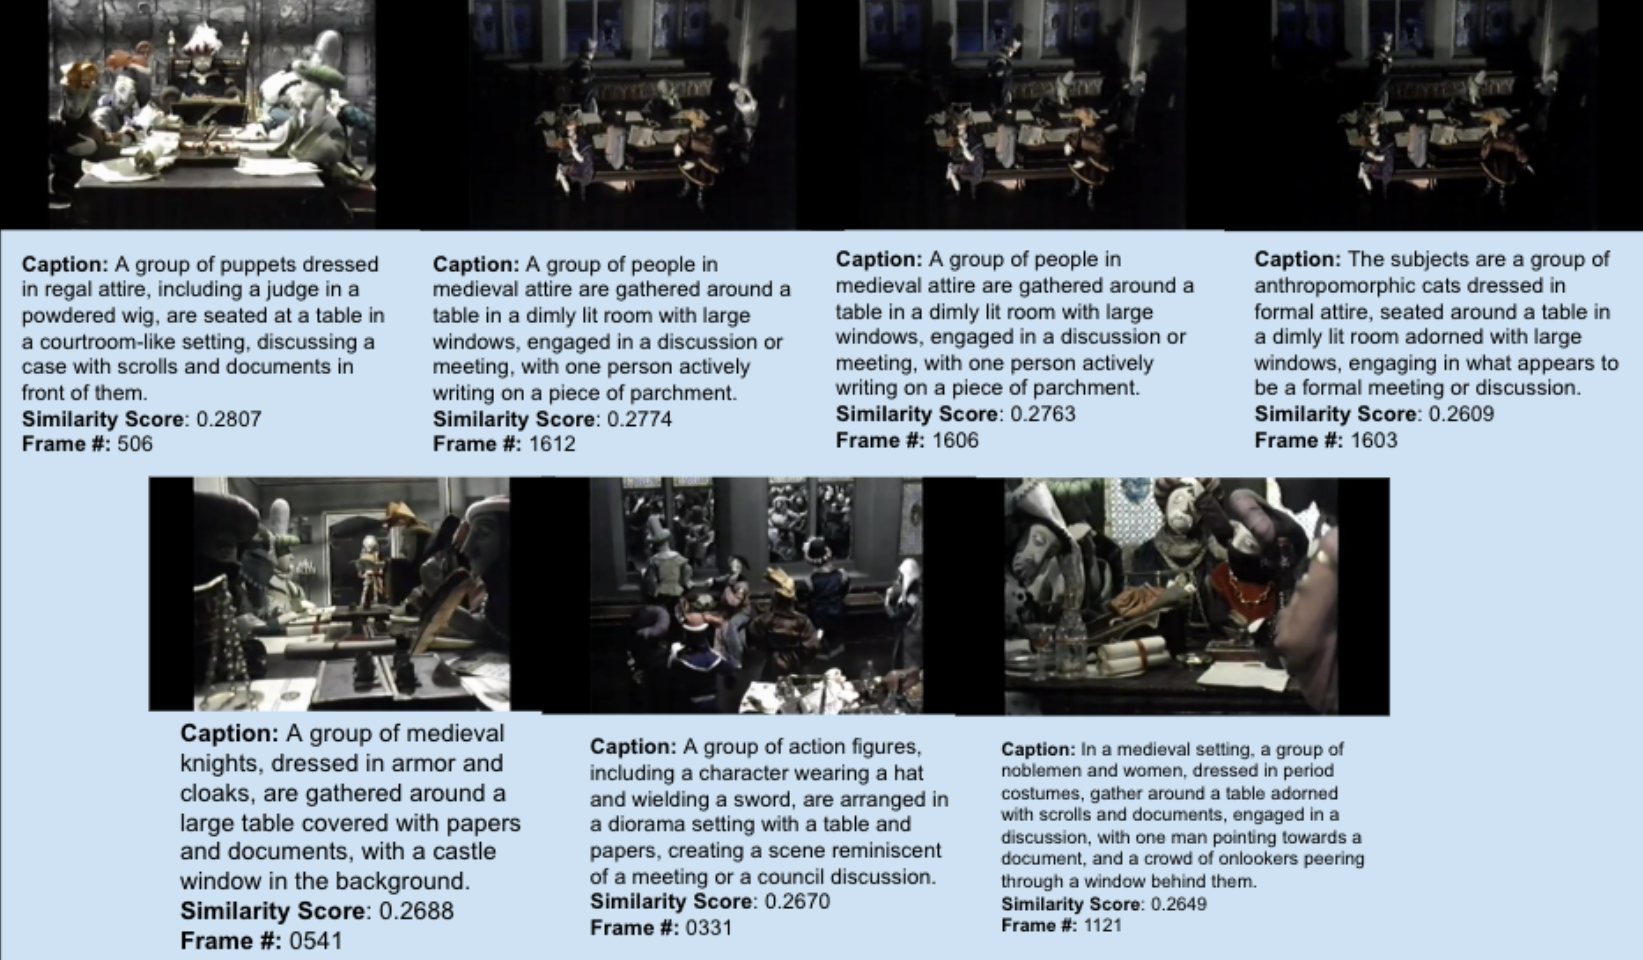 Caption: A group of puppets dressed
in regal attire, including a judge in a
powdered wig, are seated at a table in
a courtroom-like setting, discussing a
case with scrolls and documents in
front of them.
Similarity Score: 0.2807
Frame #: 506
Caption: A group of people in
medieval attire are gathered around a
table in a dimly lit room with large
windows, engaged in a discussion or
meeting, with one person actively
writing on a piece of parchment.
Similarity Score: 0.2774
Frame #: 1612
Caption: A group of people in
medieval attire are gathered around a
table in a dimly lit room with large
windows, engaged in a discussion or
meeting, with one person actively
writing on a piece of parchment.
Similarity Score: 0.2763
Frame #: 1606
Caption: The subjects are a group of
anthropomorphic cats dressed in
formal attire, seated around a table in
a dimly lit room adorned with large
windows, engaging in what appears to
be a formal meeting or discussion.
Similarity Score: 0.2609
Frame #: 1603
Caption: A group of medieval
knights, dressed in armor and
cloaks, are gathered around a
large table covered with papers
and documents, with a castle
window in the background.
Similarity Score: 0.2688
Frame #: 0541
Caption: A group of action figures,
including a character wearing a hat
and wielding a sword, are arranged in
a diorama setting with a table and
papers, creating a scene reminiscent
of a meeting or a council discussion.
Similarity Score: 0.2670
Frame #: 0331
Caption: In a medieval setting, a group of
noblemen and women, dressed in period
costumes, gather around a table adorned
with scrolls and documents, engaged in a
discussion, with one man pointing towards a
document, and a crowd of onlookers peering
through a window behind them.
Similarity Score: 0.2649
Frame #: 1121